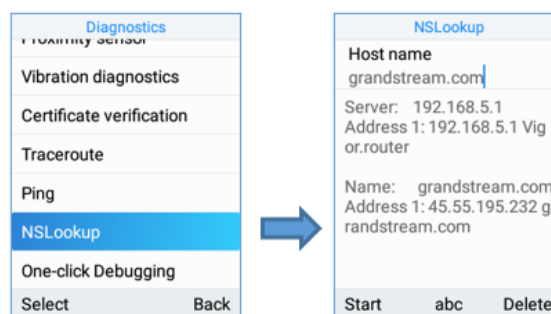 Diagnostics
Proximity sensor
Vibration diagnostics
Certificate verification
Traceroute
Ping
NSLookup
One-click Debugging
Select Back
NSLookup
Host name
grandstream.com
Server: 192.168.5.1
Address 1: 192.168.5.1 Vig
or.router
Name: grandstream.com
Address 1: 45.55.195.232 g
randstream.com
Start abc Delete